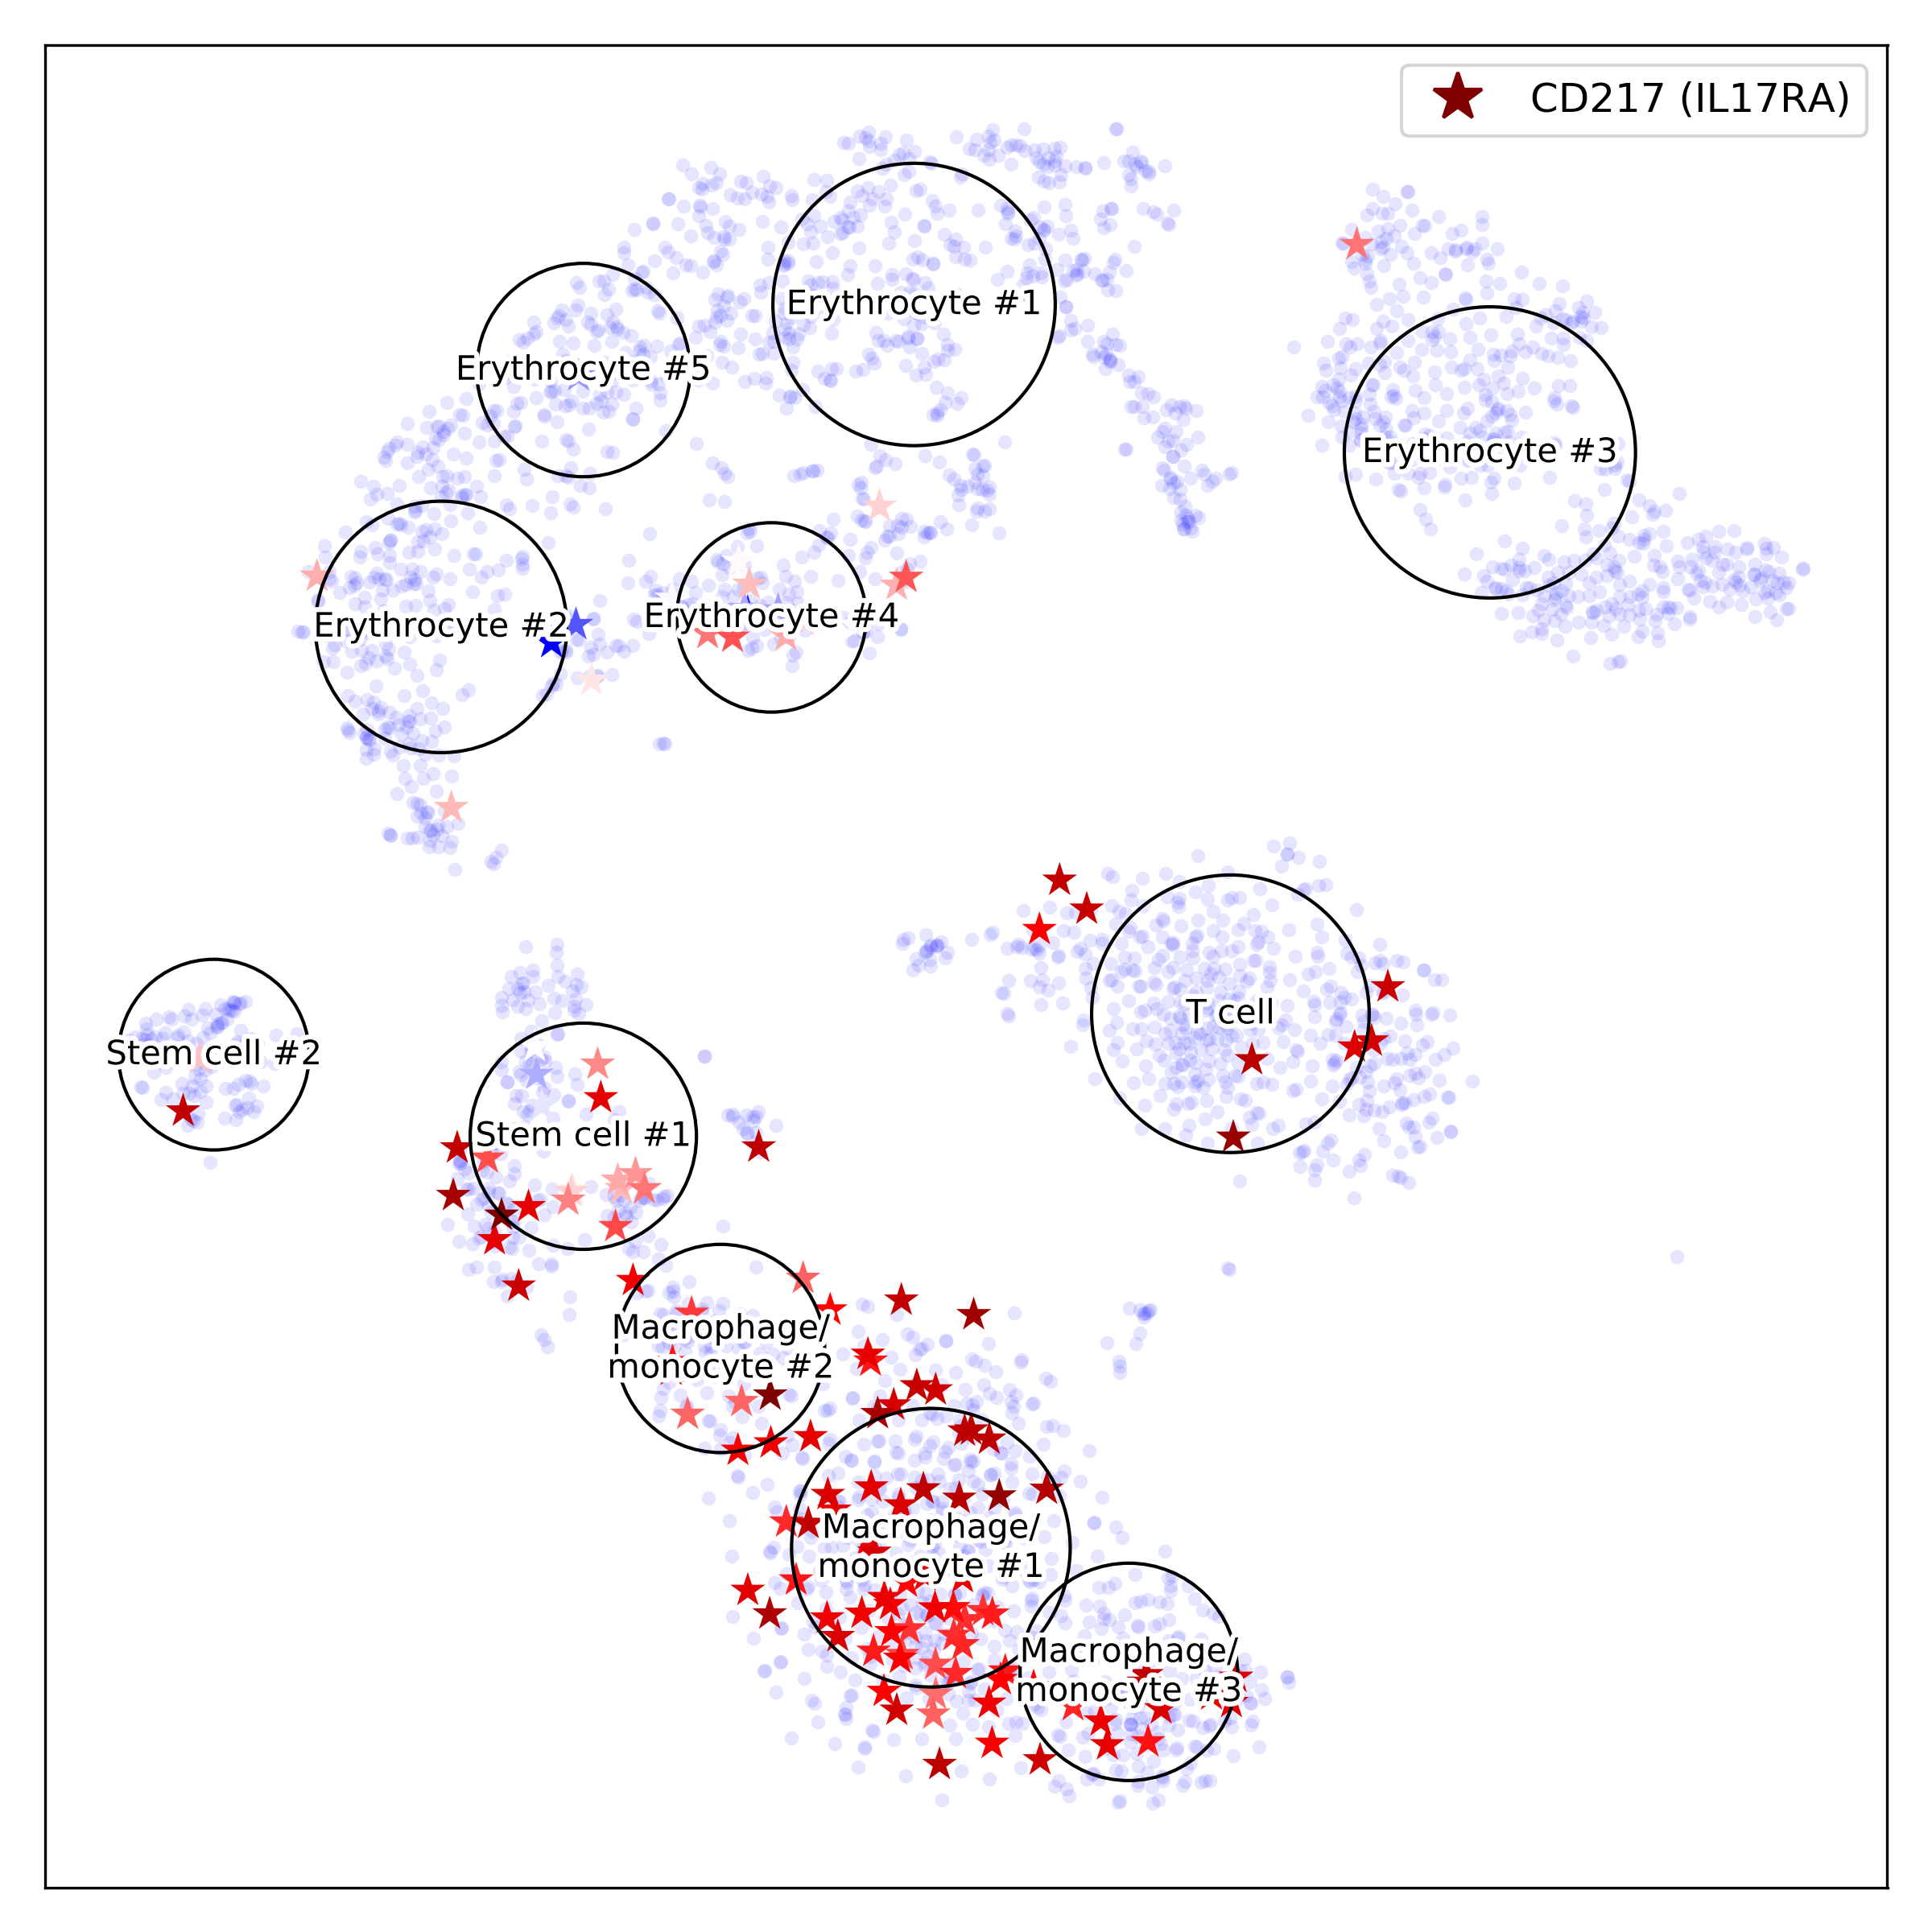 CD217 (IL17RA)
Erythrocyte #1
Erythrocyte #5
Erythrocyte #3
Erythrocyte #2
Erythrocyte #4
T cell
Stem cell #2
Stem cell #1
Macrophage/
monocyte #2
Macrophage/
monocyte #1
Macrophage/
monocyte #3